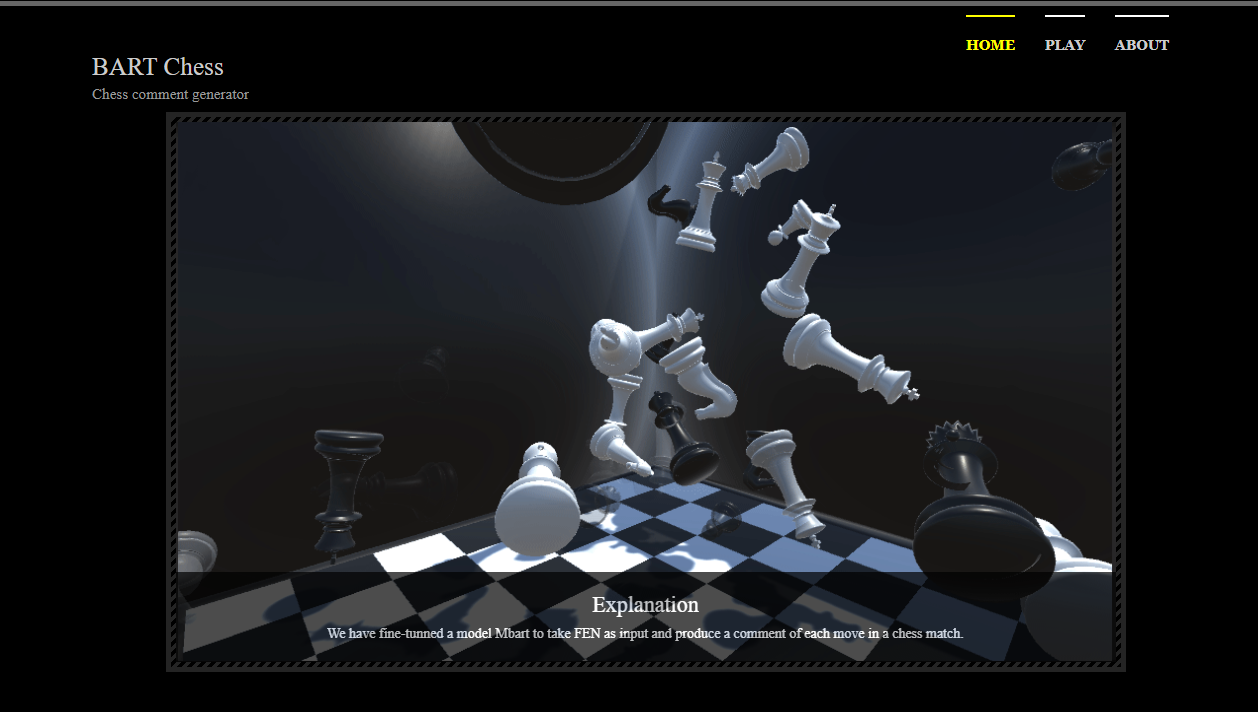 HOME PLAY ABOUT
BART Chess
Chess comment generator
Explanation
We have fine-tunned a model Mbart to take FEN as input and produce a comment of each move in a chess match.